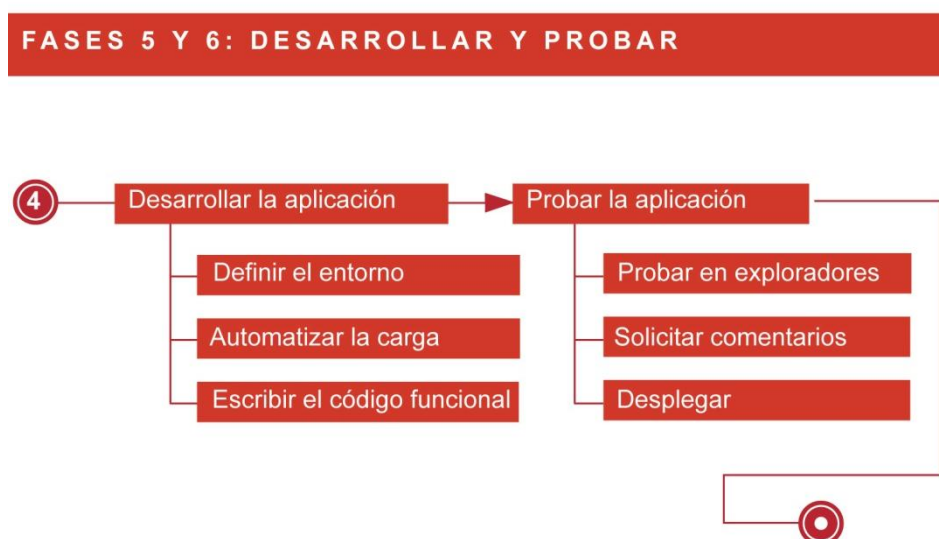 FASES 5 Y 6: DESARROLLAR Y PROBAR
4
Desarrollar la aplicación
Probar la aplicación
Definir el entorno
Probar en exploradores
Automatizar la carga
Solicitar comentarios
Escribir el código funcional
Desplegar